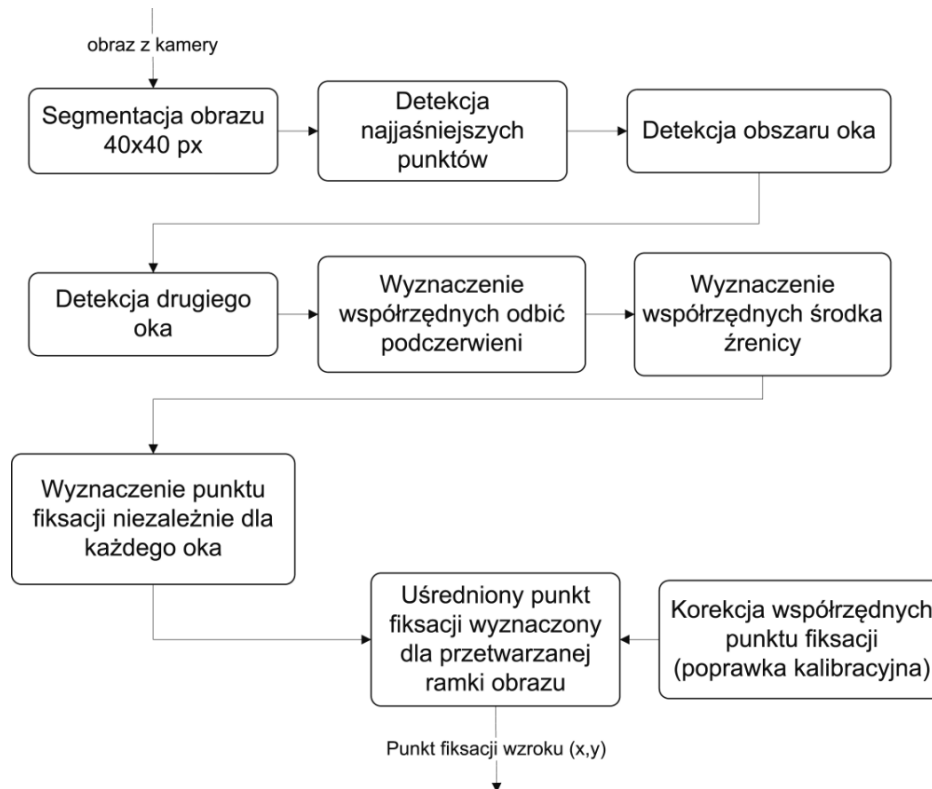 obraz z kamery
Segmentacja obrazu
40x40 px
Detekcja
najjaśniejszych
punktów
Detekcja obszaru oka
Detekcja drugiego
oka
Wyznaczenie
współrzędnych odbić
podczerwieni
Wyznaczenie
współrzędnych środka
źrenicy
Wyznaczenie punktu
fiksacji niezależnie dla
każdego oka
Uśredniony punkt
fiksacji wyznaczony
dla przetwarzanej
ramki obrazu
Korekcja współrzędnych
punktu fiksacji
(poprawka kalibracyjna)
Punkt fiksacji wzroku (x,y)